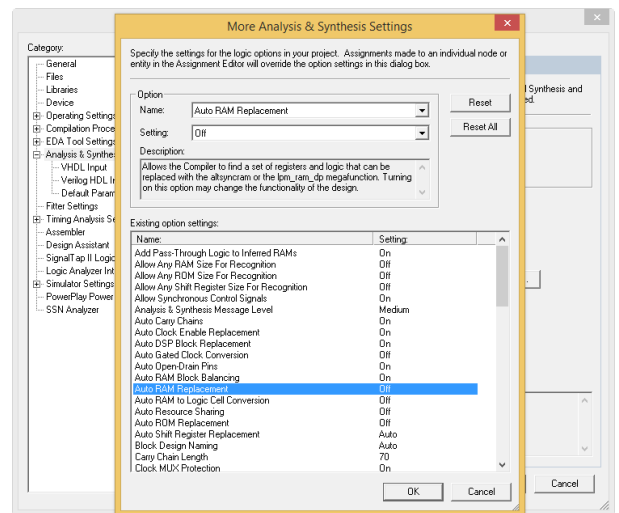 More Analysis & Synthesis Settings
Category:
General
Files
Libraries
Device
Operating Settings
Compilation Proce
EDA Tool Settings
Analysis & Synthe
VHDL Input
Verilog HDL I
Default Param
Fitter Settings
Timing Analysis Se
Assembler
Design Assistant
SignalTap II Logic
Logic Analyzer Int
Simulator Settings
PowerPlay Power
SSN Analyzer
Specify the settings for the logic options in your project. Assignments made to an individual node or
entity in the Assignment Editor will override the option settings in this dialog box.
Option
Name: Auto RAM Replacement
Setting: Off
Reset
Reset All
Description:
Allows the Compiler to find a set of registers and logic that can be
replaced with the altsyncram or the lpm_ram_dp megafunction. Turning
on this option may change the functionality of the design.
Existing option settings:
Name: Setting:
Add Pass-Through Logic to Inferred RAMs On
Allow Any RAM Size For Recognition Off
Allow Any ROM Size For Recognition Off
Allow Any Shift Register Size For Recognition Off
Allow Synchronous Control Signals On
Analysis & Synthesis Message Level Medium
Auto Carry Chains On
Auto Clock Enable Replacement On
Auto DSP Block Replacement On
Auto Gated Clock Conversion Off
Auto Open-Drain Pins On
Auto RAM Block Balancing On
Auto RAM Replacement Off
Auto RAM to Logic Cell Conversion Off
Auto Resource Sharing Off
Auto ROM Replacement Off
Auto Shift Register Replacement Auto
Block Design Naming Auto
Carry Chain Length 70
Clock MUX Protection On
OK
Cancel
l Synthesis and
ed.
Cancel